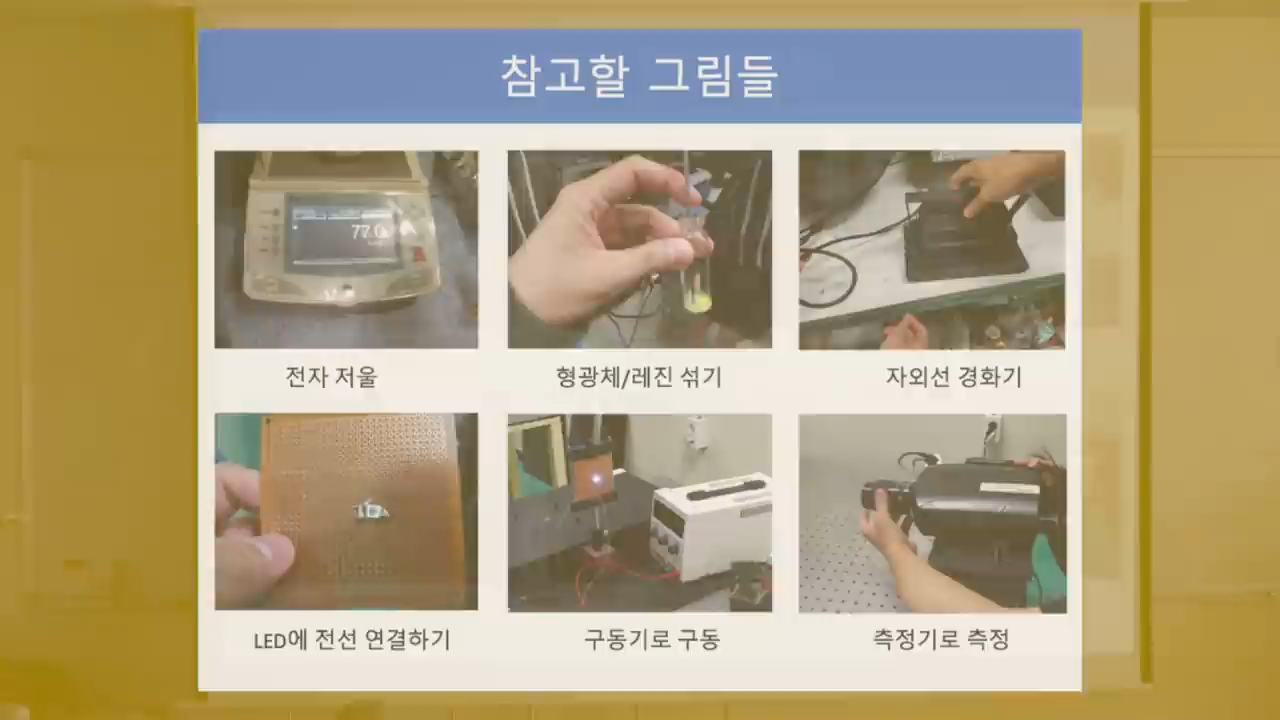 참고할 그림들
전자 저울
형광체/레진 섞기
자외선 경화기
LED에 전선 연결하기
구동기로 구동
측정기로 측정